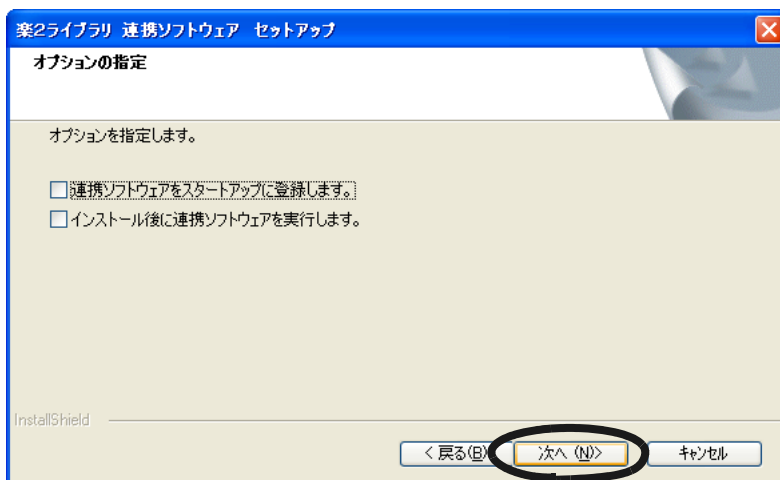 楽2ライブラリ 連携ソフトウェア セットアップ
オプションの指定
オプションを指定します。
連携ソフトウェアをスタートアップに登録します。
インストール後に連携ソフトウェアを実行します。
InstallShield
< 戻る(B) 次へ (N)> キャンセル